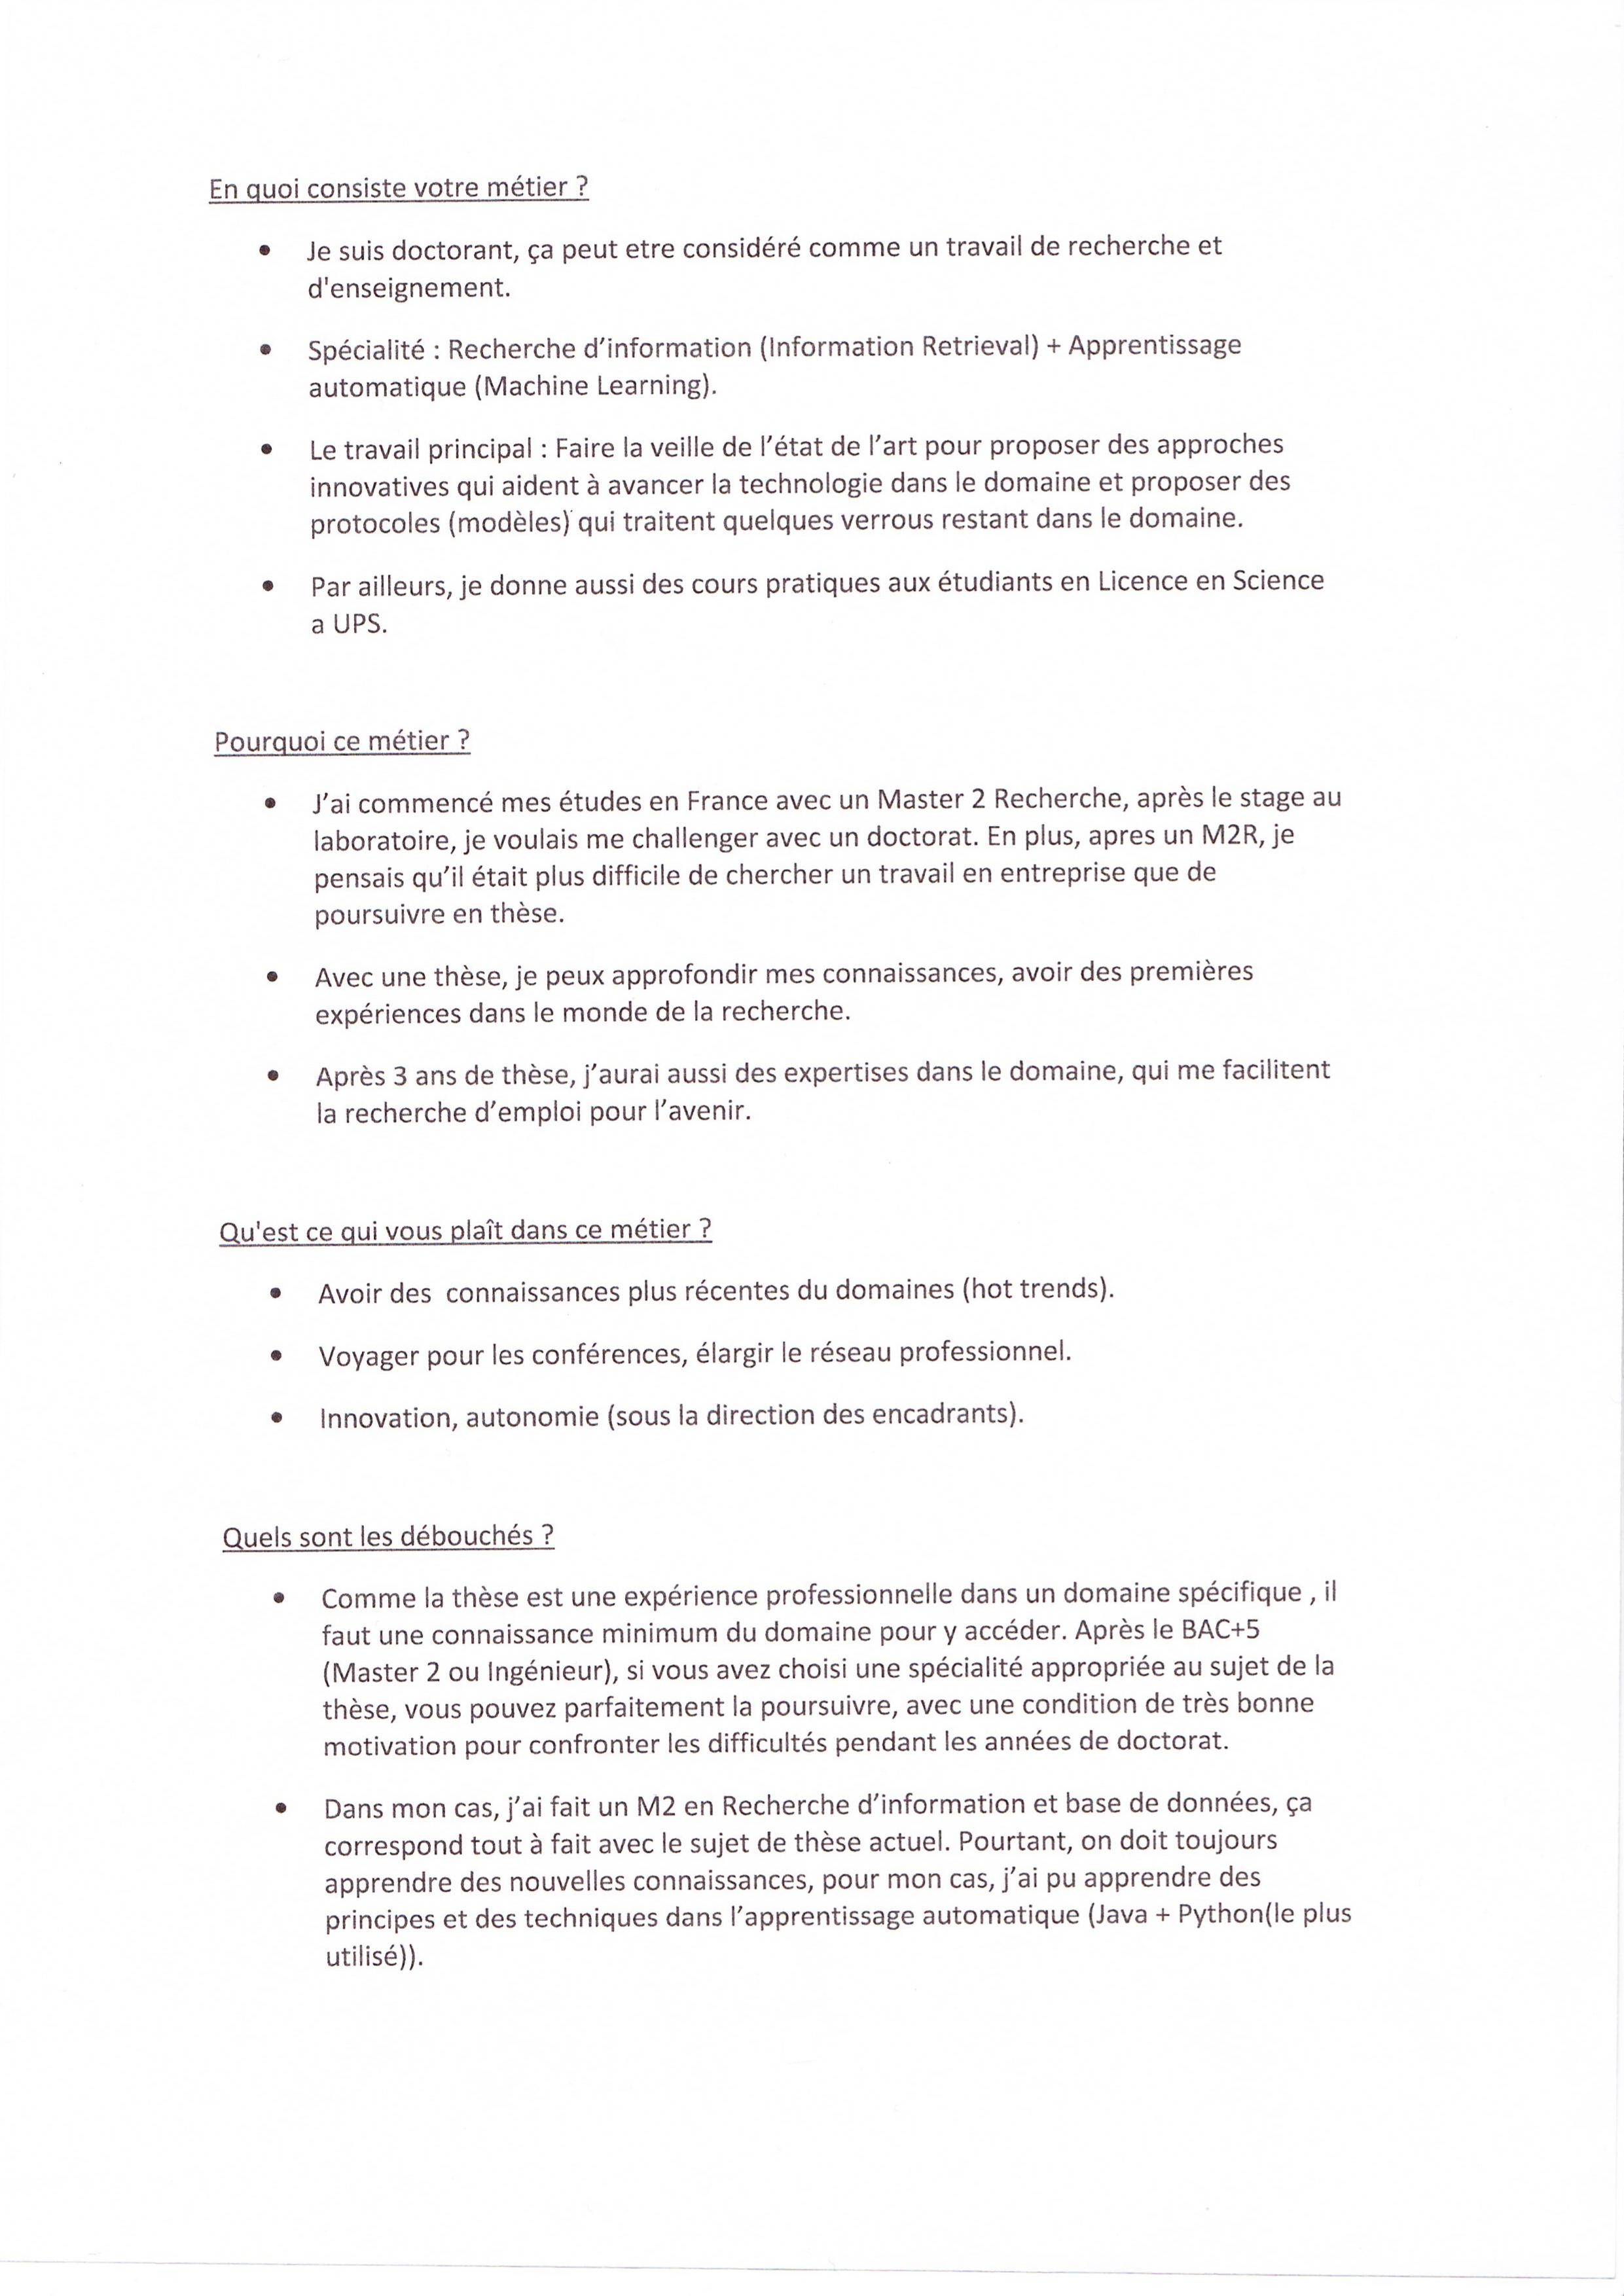 En quoi consiste votre métier ?
• Je suis doctorant, ça peut etre considéré comme un travail de recherche et
d'enseignement.
• Spécialité : Recherche d'information (Information Retrieval) + Apprentissage
automatique (Machine Learning).
• Le travail principal : Faire la veille de l'état de l'art pour proposer des approches
innovatives qui aident à avancer la technologie dans le domaine et proposer des
protocoles (modèles) qui traitent quelques verrous restant dans le domaine.
• Par ailleurs, je donne aussi des cours pratiques aux étudiants en Licence en Science
a UPS.
Pourquoi ce métier ?
• J'ai commencé mes études en France avec un Master 2 Recherche, après le stage au
laboratoire, je voulais me challenger avec un doctorat. En plus, apres un M2R, je
pensais qu'il était plus difficile de chercher un travail en entreprise que de
poursuivre en thèse.
• Avec une thèse, je peux approfondir mes connaissances, avoir des premières
expériences dans le monde de la recherche.
• Après 3 ans de thèse, j'aurai aussi des expertises dans le domaine, qui me facilitent
la recherche d'emploi pour l'avenir.
Qu'est ce qui vous plaît dans ce métier ?
• Avoir des  connaissances plus récentes du domaines (hot trends).
• Voyager pour les conférences, élargir le réseau professionnel.
• Innovation, autonomie (sous la direction des encadrants).
Quels sont les débouchés ?
• Comme la thèse est une expérience professionnelle dans un domaine spécifique , il
faut une connaissance minimum du domaine pour y accéder. Après le BAC+5
(Master 2 ou Ingénieur), si vous avez choisi une spécialité appropriée au sujet de la
thèse, vous pouvez parfaitement la poursuivre, avec une condition de très bonne
motivation pour confronter les difficultés pendant les années de doctorat.
• Dans mon cas, j'ai fait un M2 en Recherche d'information et base de données, ça
correspond tout à fait avec le sujet de thèse actuel. Pourtant, on doit toujours
apprendre des nouvelles connaissances, pour mon cas, j'ai pu apprendre des
principes et des techniques dans l'apprentissage automatique (Java + Python(le plus
utilisé)).